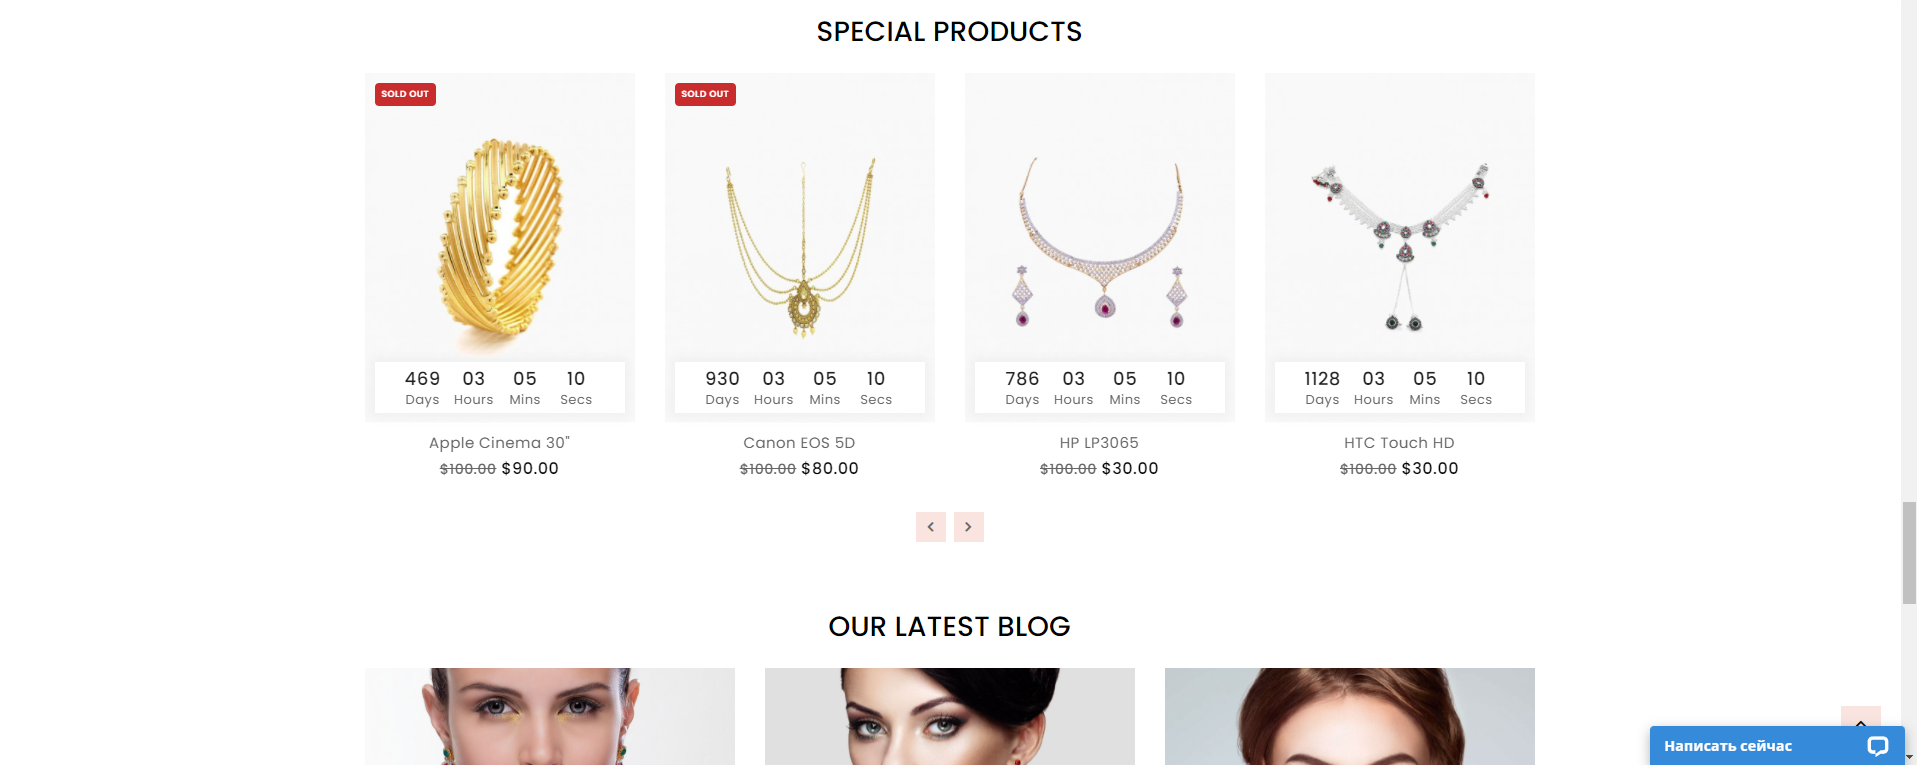 SPECIAL PRODUCTS
SOLD OUT
SOLD OUT
469 03 05 10
Days Hours Mins Secs
930 03 05 10
Days Hours Mins Secs
786 03 05 10
Days Hours Mins Secs
1128 03 05 10
Days Hours Mins Secs
Apple Cinema 30"
$100.00 $90.00
Canon EOS 5D
$100.00 $80.00
HP LP3065
$100.00 $30.00
HTC Touch HD
$100.00 $30.00
OUR LATEST BLOG
Написать сейчас